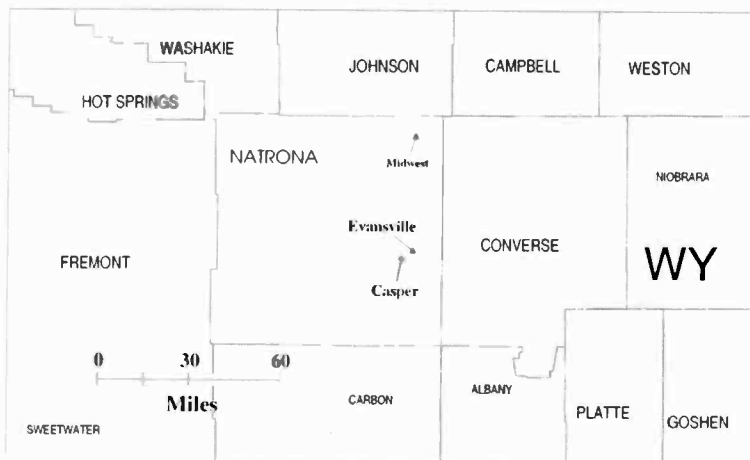 WASHAKIE
JOHNSON
CAMPBELL
WESTON
HOT SPRINGS
NATRONA
Midwest
NIOBRARA
Evansville
CONVERSE
WY
FREMONT
Casper
0 30 60
Miles
CARBON
ALBANY
PLATTE
GOSHEN
SWEETWATER